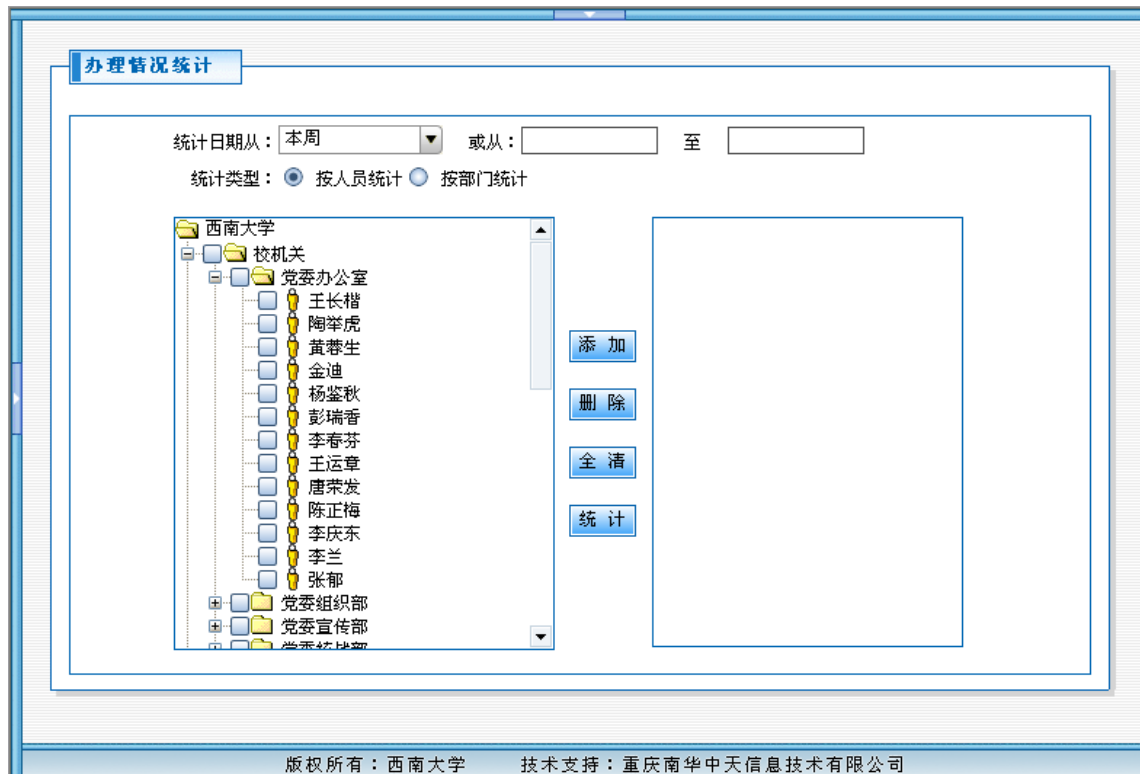 办理情况统计
统计日期从：本周 或从： 至
统计类型： 按人员统计 按部门统计
西南大学
校机关
党委办公室
王长楷
陶举虎
黄蓉生
金迪
杨鉴秋
彭瑞香
李春芬
王运章
唐荣发
陈正梅
李庆东
李兰
张郁
党委组织部
党委宣传部
党委统战部
添 加
删 除
全 清
统 计
版权所有：西南大学 技术支持：重庆南华中天信息技术有限公司